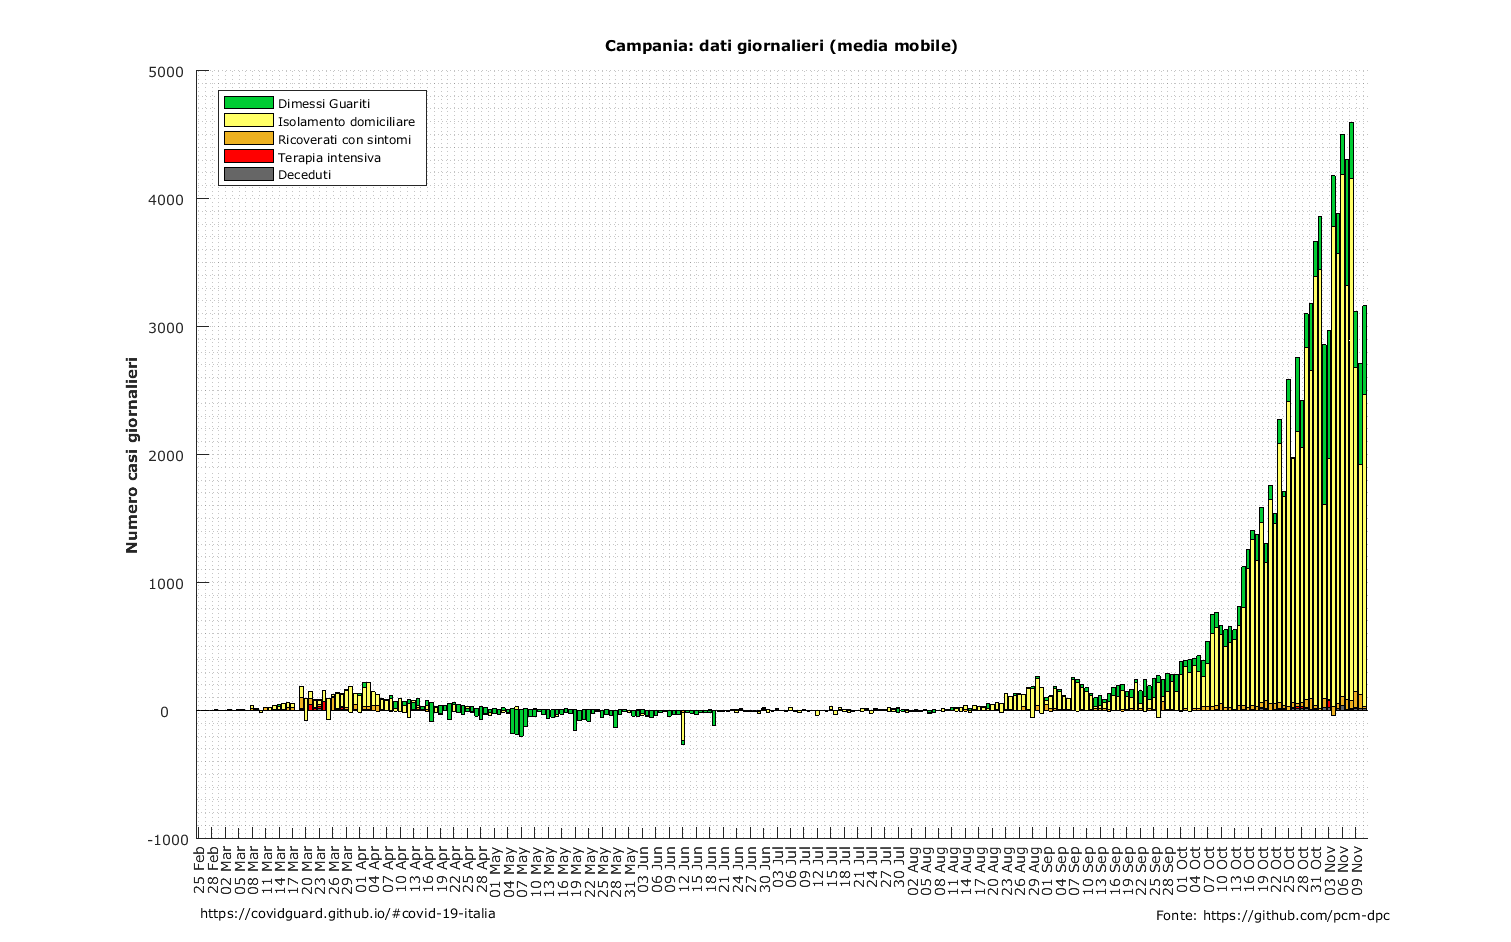 Campania: dati giornalieri (media mobile)
5000
4000
3000
2000
1000
0
-1000
Numero casi giornalieri
Dimessi Guariti
Isolamento domiciliare
Ricoverati con sintomi
Terapia intensiva
Deceduti
25 Feb
28 Feb
02 Mar
05 Mar
08 Mar
11 Mar
14 Mar
17 Mar
20 Mar
23 Mar
26 Mar
29 Mar
01 Apr
04 Apr
07 Apr
10 Apr
13 Apr
16 Apr
19 Apr
22 Apr
25 Apr
28 Apr
01 May
04 May
07 May
10 May
13 May
16 May
19 May
22 May
25 May
28 May
31 May
03 Jun
06 Jun
09 Jun
12 Jun
15 Jun
18 Jun
21 Jun
24 Jun
27 Jun
30 Jun
03 Jul
06 Jul
09 Jul
12 Jul
15 Jul
18 Jul
21 Jul
24 Jul
27 Jul
30 Jul
02 Aug
05 Aug
08 Aug
11 Aug
14 Aug
17 Aug
20 Aug
23 Aug
26 Aug
29 Aug
01 Sep
04 Sep
07 Sep
10 Sep
13 Sep
16 Sep
19 Sep
22 Sep
25 Sep
28 Sep
01 Oct
04 Oct
07 Oct
10 Oct
13 Oct
16 Oct
19 Oct
22 Oct
25 Oct
28 Oct
31 Oct
03 Nov
06 Nov
09 Nov
https://covidguard.github.io/#covid-19-italia
Fonte: https://github.com/pcm-dpc